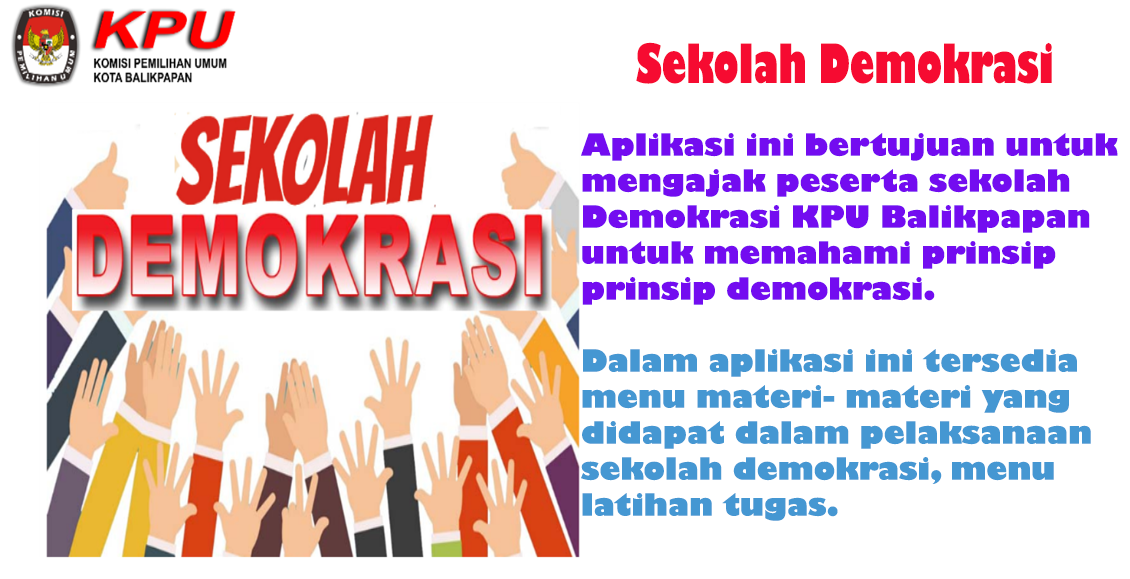 KOMISI
PEMILIHAN UMUM
KPU
KOMISI PEMILIHAN UMUM
KOTA BALIKPAPAN
SEKOLAH
DEMOKRASI
Sekolah Demokrasi
Aplikasi ini bertujuan untuk
mengajak peserta sekolah
Demokrasi KPU Balikpapan
untuk memahami prinsip
prinsip demokrasi.
Dalam aplikasi ini tersedia
menu materi- materi yang
didapat dalam pelaksanaan
sekolah demokrasi, menu
latihan tugas.